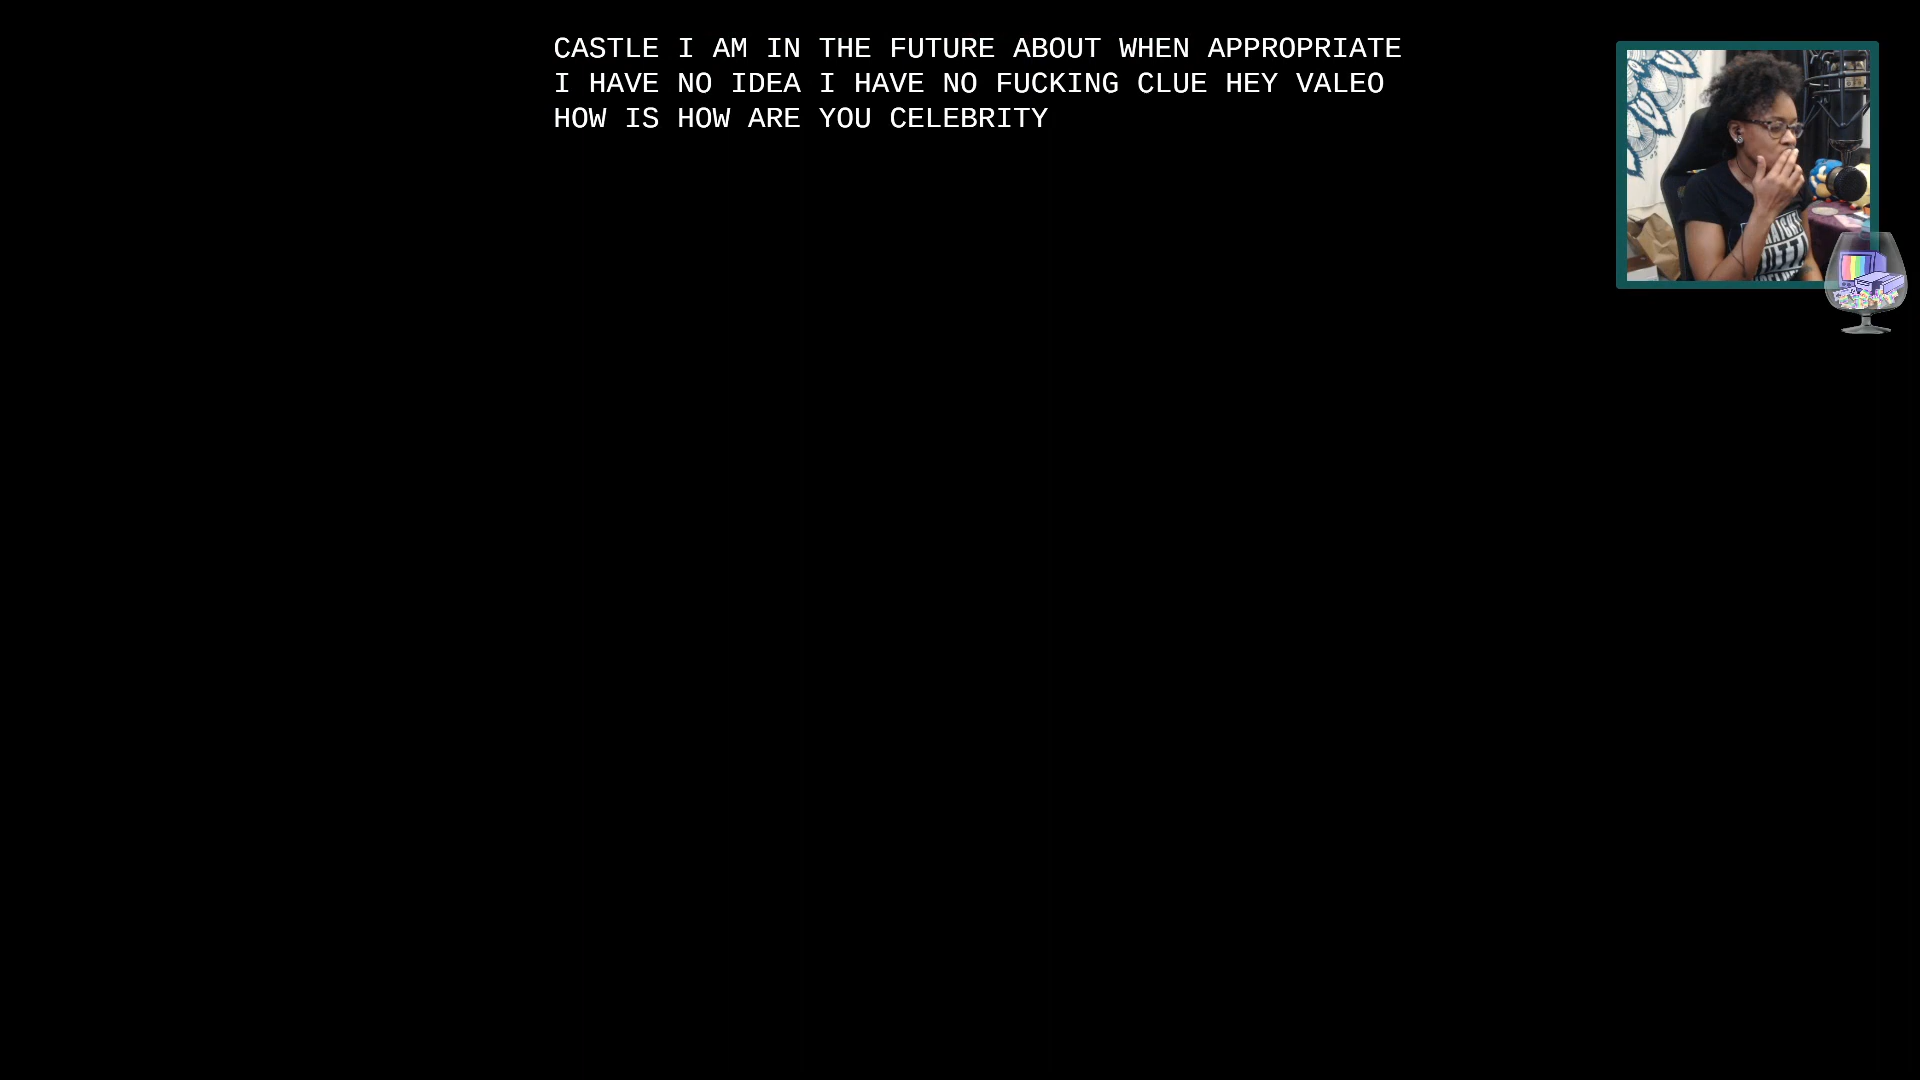 CASTLE I AM IN THE FUTURE ABOUT WHEN APPROPRIATE
I HAVE NO IDEA I HAVE NO FUCKING CLUE HEY VALEO
HOW IS HOW ARE YOU CELEBRITY